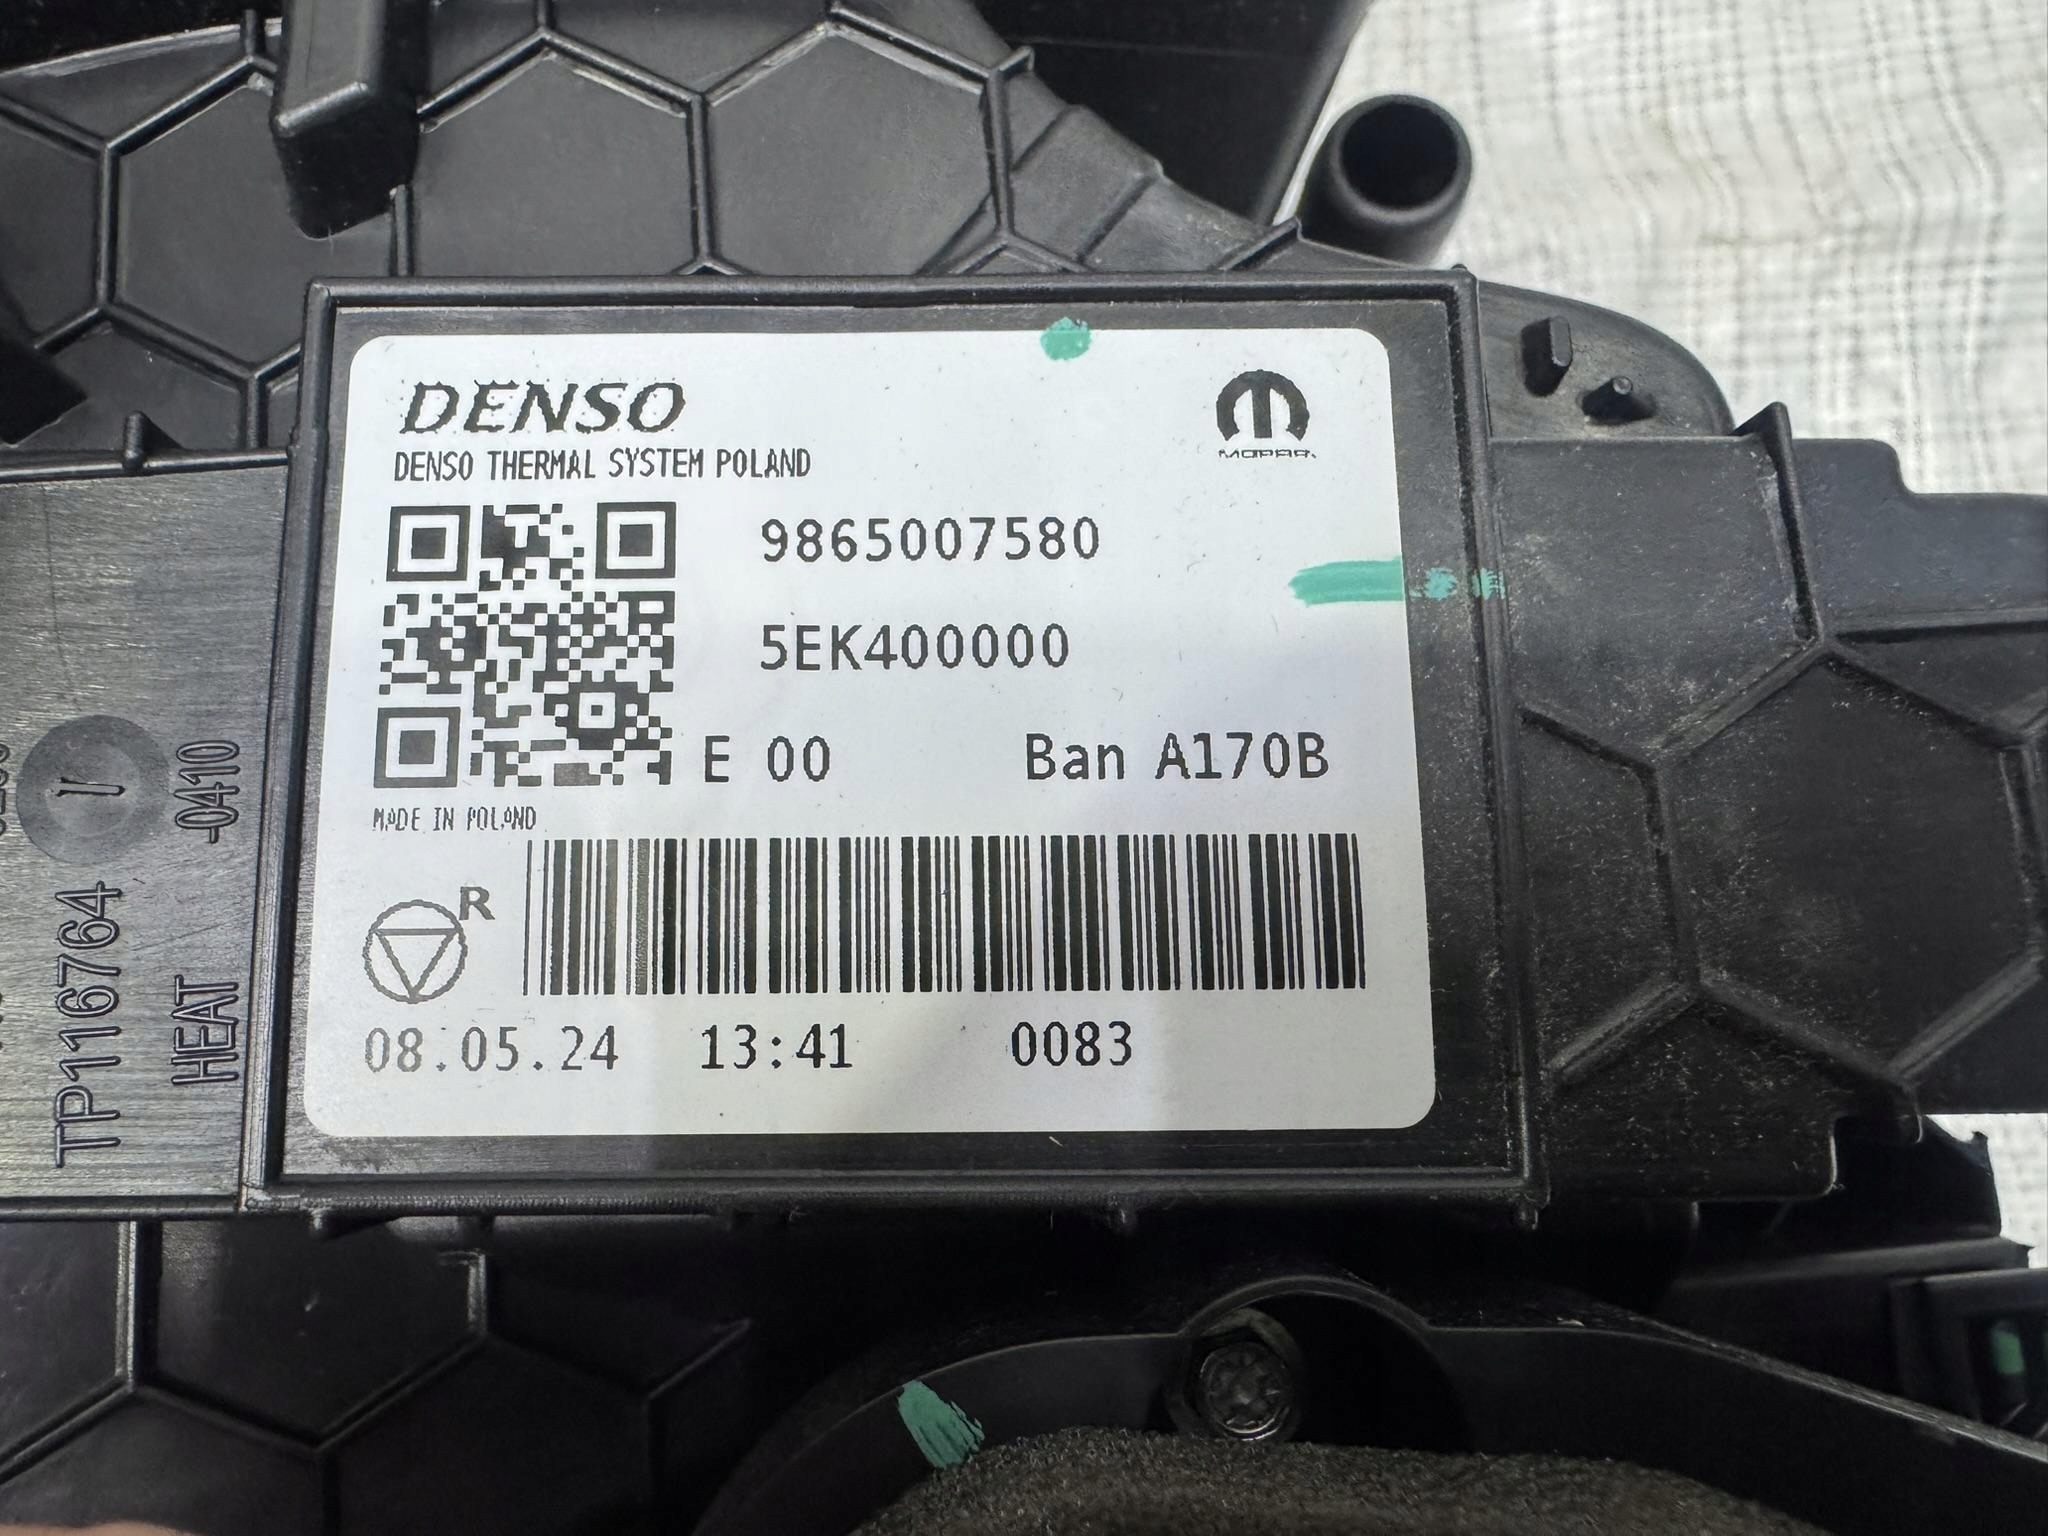 DENSO
MOPAR
DENSO THERMAL SYSTEM POLAND
9865007580
5EK400000
E 00 Ban A170B
MADE IN POLAND
R
08.05.24 13:41 0083
TP116764
HEAT -0410